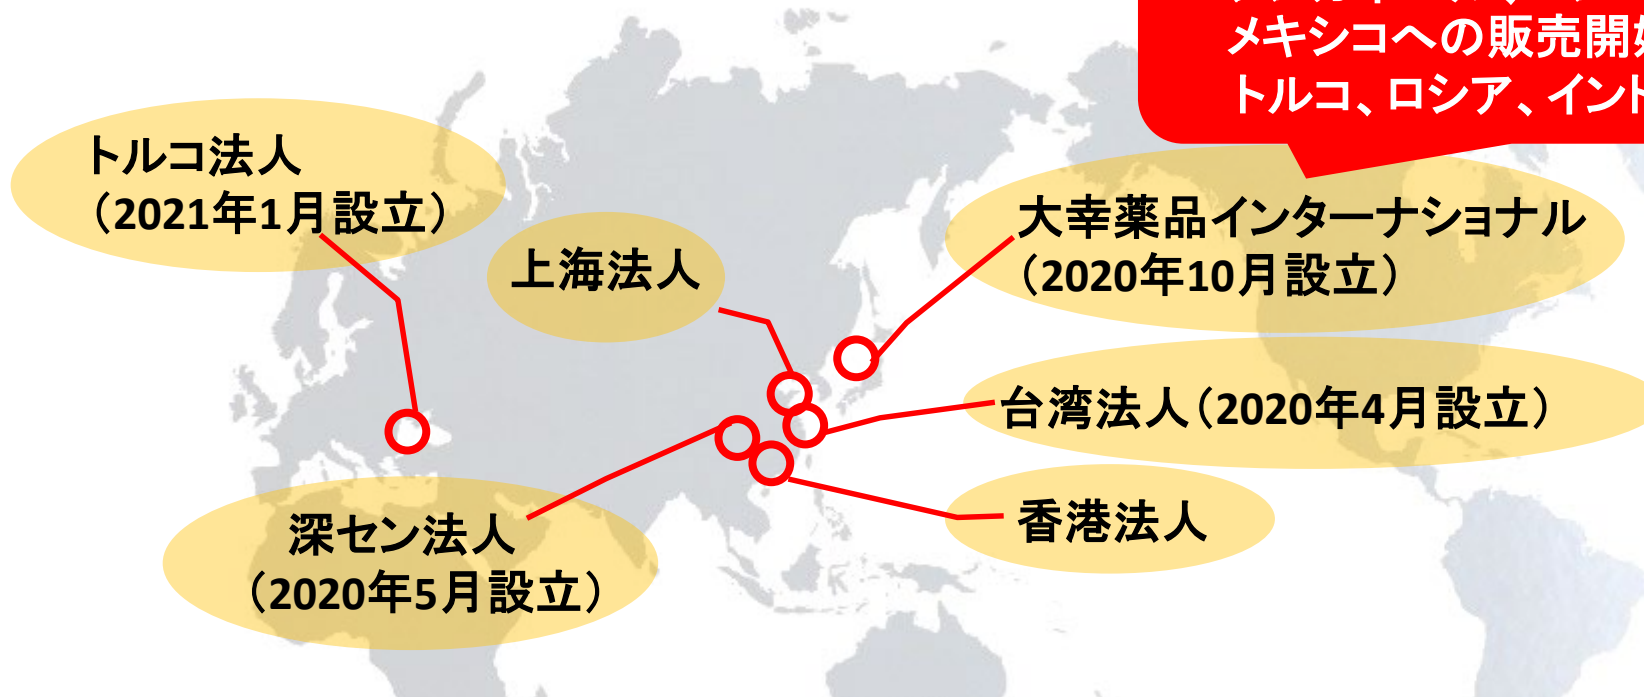 メキシコへの販売開
トルコ、ロシア、インド
トルコ法人
（2021年1月設立）
上海法人
大幸薬品インターナショナル
（2020年10月設立）
台湾法人（2020年4月設立）
香港法人
深セン法人
（2020年5月設立）